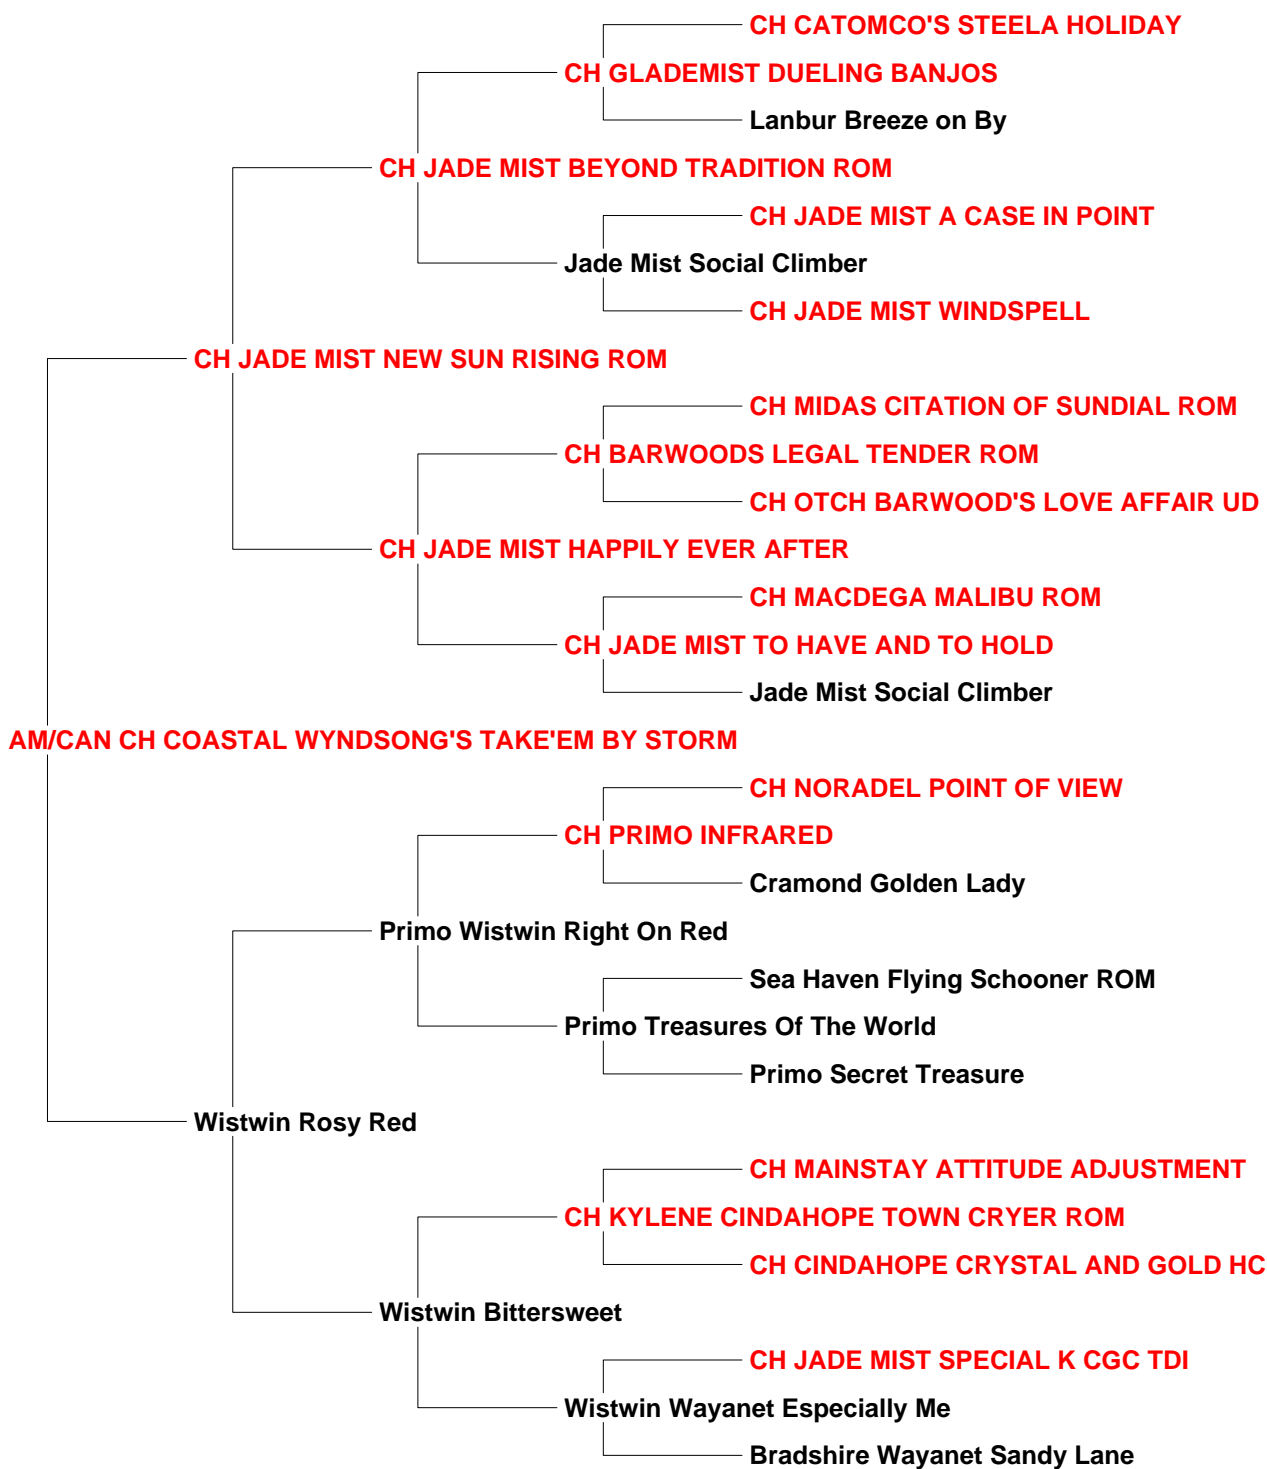 CH CATOMCO'S STEELA HOLIDAY
CH GLADEMIST DUELING BANJOS
Lanbur Breeze on By
CH JADE MIST BEYOND TRADITION ROM
CH JADE MIST A CASE IN POINT
Jade Mist Social Climber
CH JADE MIST WINDSPELL
CH JADE MIST NEW SUN RISING ROM
CH MIDAS CITATION OF SUNDIAL ROM
CH BARWOODS LEGAL TENDER ROM
CH OTCH BARWOOD'S LOVE AFFAIR UD
CH JADE MIST HAPPILY EVER AFTER
CH MACDEGA MALIBU ROM
CH JADE MIST TO HAVE AND TO HOLD
Jade Mist Social Climber
AM/CAN CH COASTAL WYNDSONG'S TAKE'EM BY STORM
CH NORADEL POINT OF VIEW
CH PRIMO INFRARED
Cramond Golden Lady
Primo Wistwin Right On Red
Sea Haven Flying Schooner ROM
Primo Treasures Of The World
Primo Secret Treasure
Wistwin Rosy Red
CH MAINSTAY ATTITUDE ADJUSTMENT
CH KYLENE CINDAHOPE TOWN CRYER ROM
CH CINDAHOPE CRYSTAL AND GOLD HC
Wistwin Bittersweet
CH JADE MIST SPECIAL K CGC TDI
Wistwin Wayanet Especially Me
Bradshire Wayanet Sandy Lane